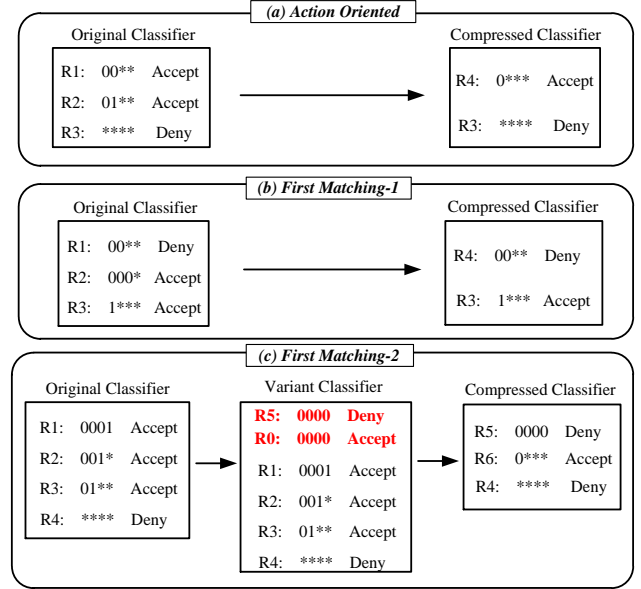 (a) Action Oriented
Original Classifier
R1: 00** Accept
R2: 01** Accept
R3: **** Deny
Compressed Classifier
R4: 0*** Accept
R3: **** Deny
(b) First Matching-1
Original Classifier
R1: 00** Deny
R2: 000* Accept
R3: 1*** Accept
Compressed Classifier
R4: 00** Deny
R3: 1*** Accept
(c) First Matching-2
Original Classifier
R1: 0001 Accept
R2: 001* Accept
R3: 01** Accept
R4: **** Deny
Variant Classifier
R5: 0000 Deny
R0: 0000 Accept
R1: 0001 Accept
R2: 001* Accept
R3: 01** Accept
R4: **** Deny
Compressed Classifier
R5: 0000 Deny
R6: 0*** Accept
R4: **** Deny